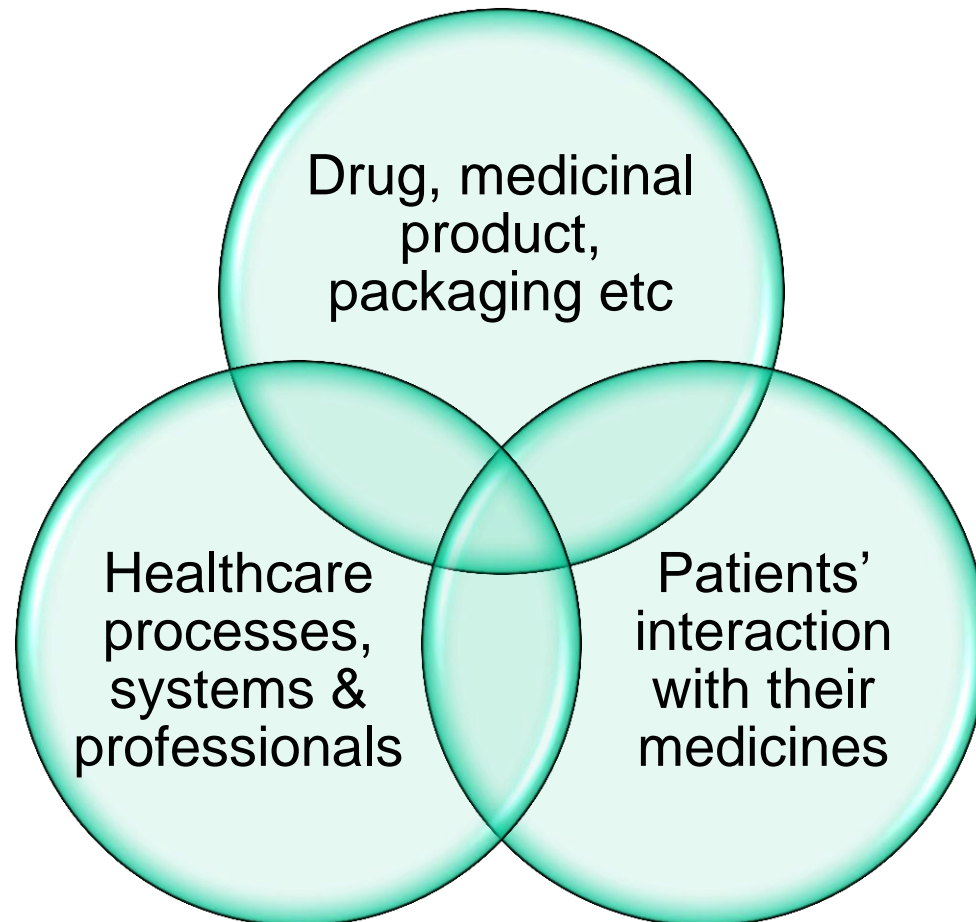 Drug, medicinal
product,
packaging etc
Healthcare
processes,
systems &
professionals
Patients’
interaction
with their
medicines